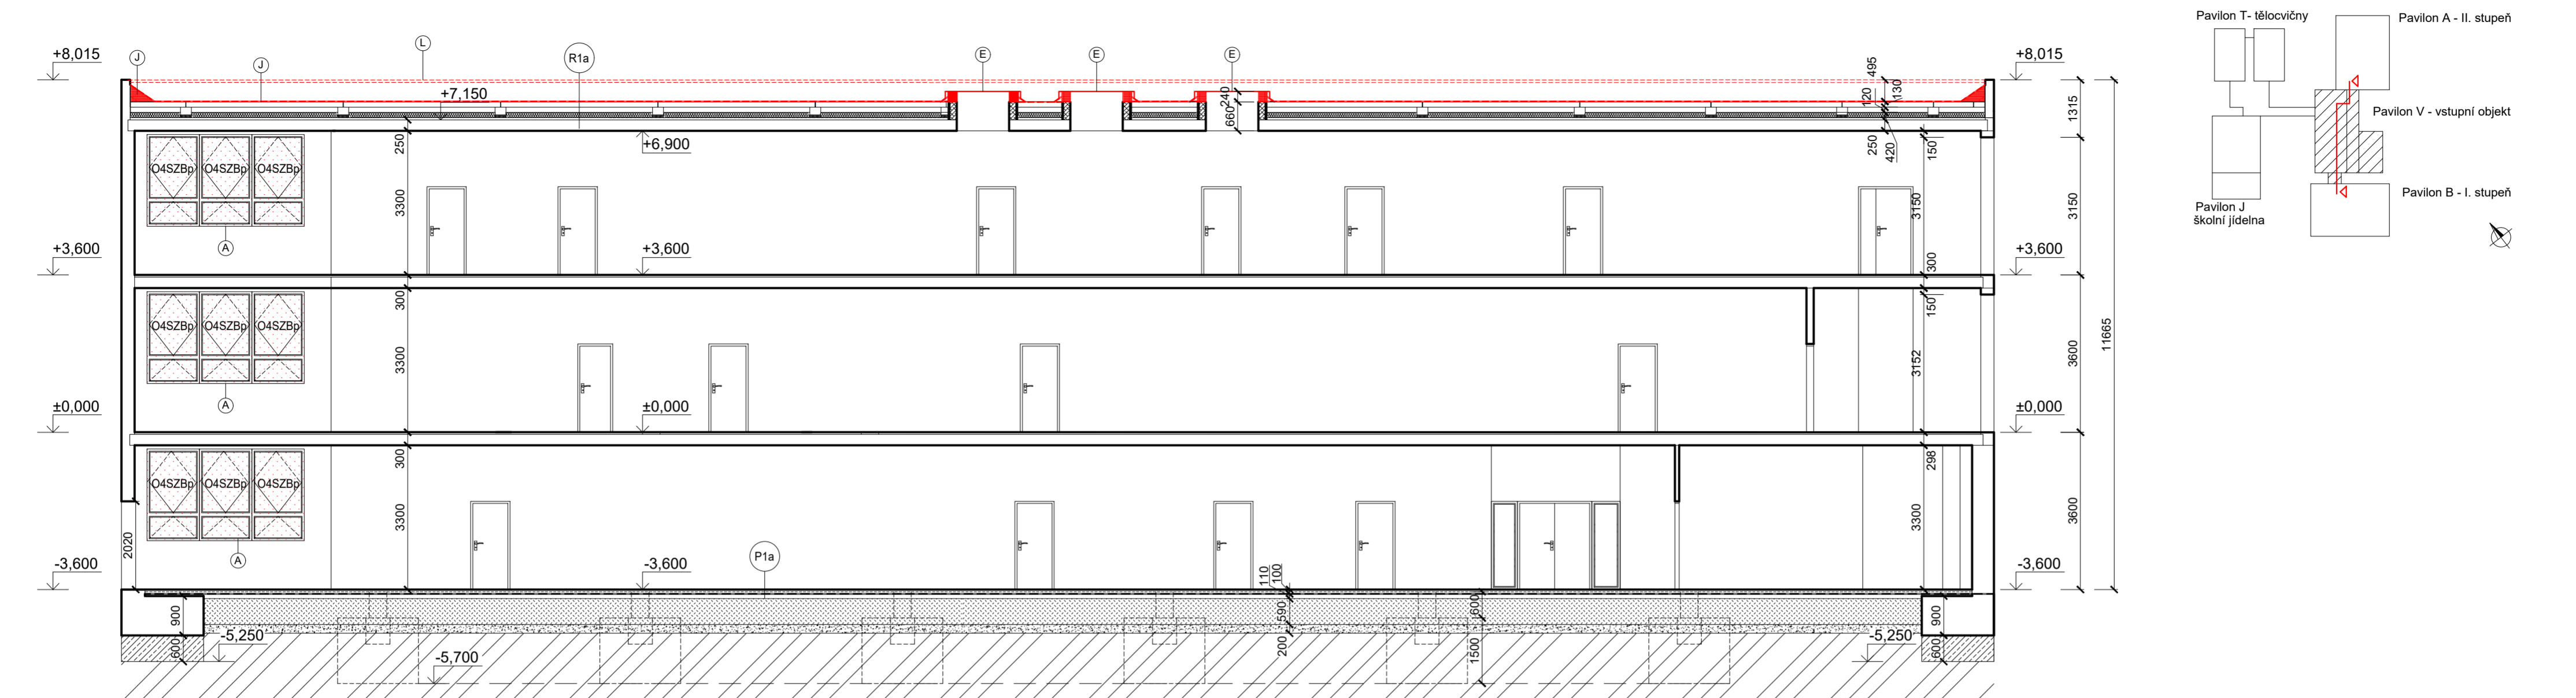 Pavilon T- tělocvičny
Pavilon A - II. stupeň
Pavilon V - vstupní objekt
Pavilon B - I. stupeň
Pavilon J
školní jídelna
L
J
J
R1a
E
E
E
+8,015
+8,015
+7,150
495
130
120
240
660
1315
250
+6,900
250
420
150
O4SZBp
O4SZBp
O4SZBp
3300
3150
3150
A
+3,600
+3,600
+3,600
300
300
150
O4SZBp
O4SZBp
O4SZBp
3300
3152
3600
11665
A
±0,000
±0,000
±0,000
300
298
O4SZBp
O4SZBp
O4SZBp
3300
3300
3600
2020
A
P1a
-3,600
-3,600
-3,600
110
100
900
590
600
900
-5,250
-5,250
600
200
1500
600
-5,700